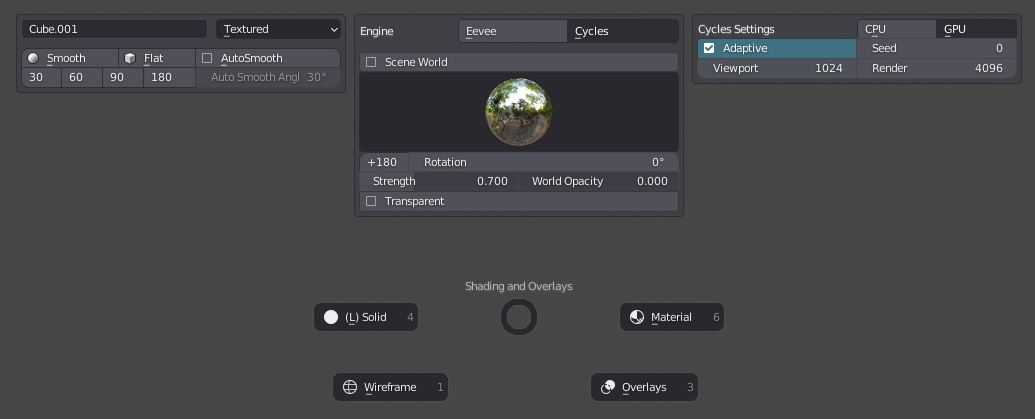 Cube.001 Textured
Smooth Flat AutoSmooth
30 60 90 180 Auto Smooth Angl 30°
Engine Eevee Cycles
Scene World
+180 Rotation 0°
Strength 0.700 World Opacity 0.000
Transparent
Cycles Settings CPU GPU
Adaptive Seed 0
Viewport 1024 Render 4096
Shading and Overlays
(L) Solid 4
Material 6
Wireframe 1
Overlays 3